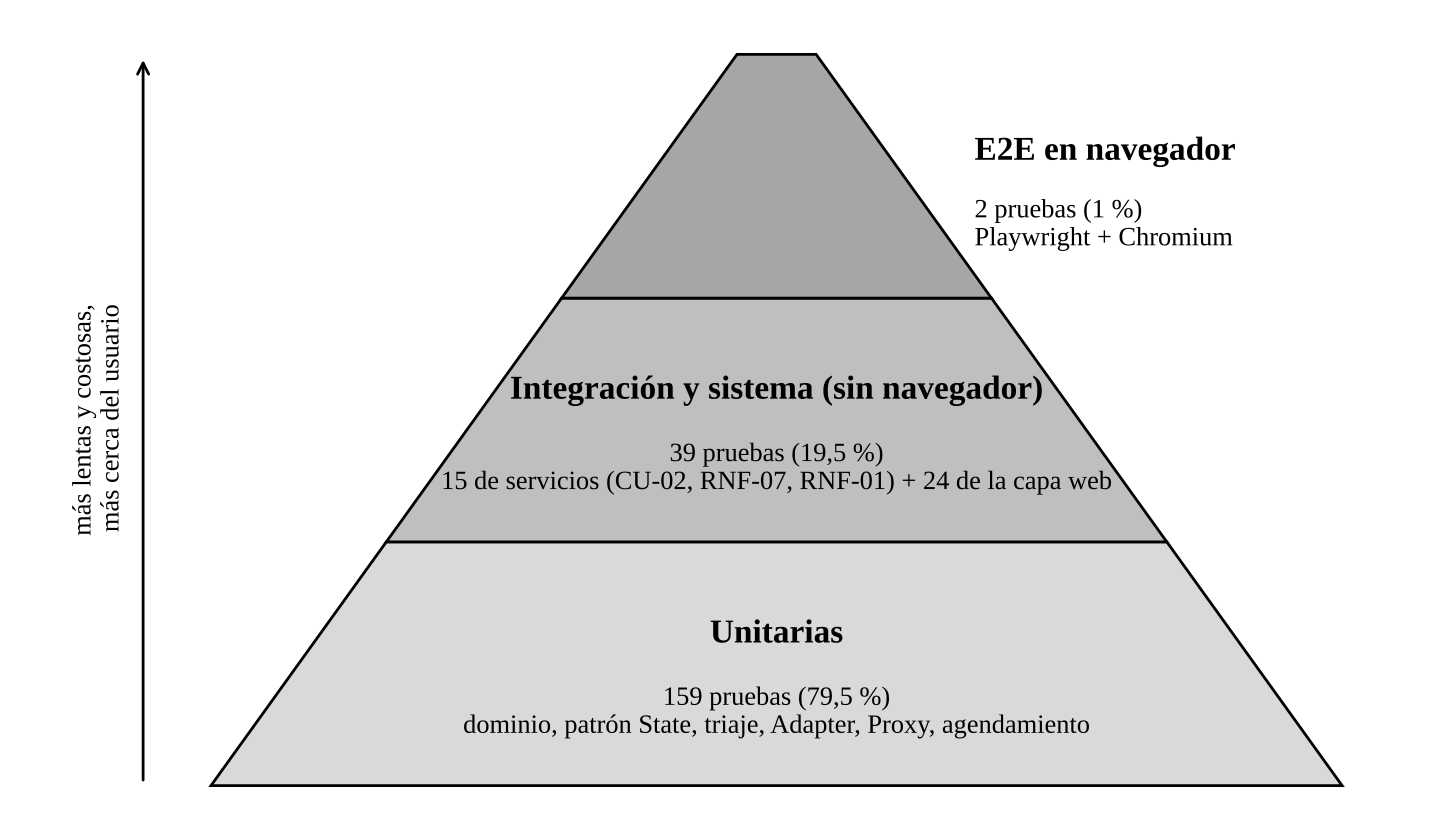 E2E en navegador
2 pruebas (1 %)
Playwright + Chromium
más lentas y costosas,
más cerca del usuario
Integración y sistema (sin navegador)
39 pruebas (19,5 %)
15 de servicios (CU-02, RNF-07, RNF-01) + 24 de la capa web
Unitarias
159 pruebas (79,5 %)
dominio, patrón State, triaje, Adapter, Proxy, agendamiento